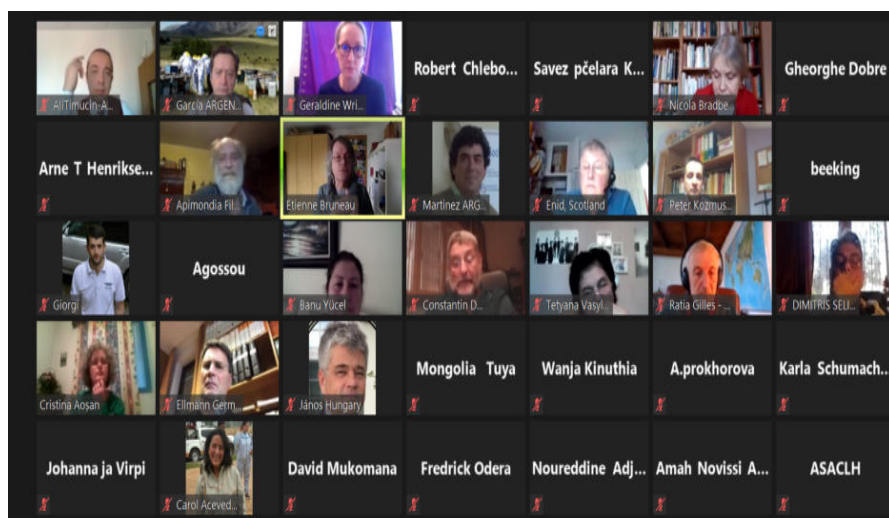 AliTimucin-A...
Garcia ARGEN...
Geraldine Wri...
Robert Chlebo...
Savez pčelara K...
Nicola Bradbe...
Gheorghe Dobre
Arne T Henrikse...
Apimondia Fil...
Etienne Bruneau
Martinez ARG...
Enid, Scotland
Peter Kozmus...
beeking
Giorgi
Agossou
Banu Yücel
Constantin D...
Tetyana Vasyl...
Ratia Gilles - ...
DIMITRIS SELI...
Cristina Aosan
Ellmann Germ...
János Hungary
Mongolia Tuya
Wanja Kinuthia
A.prokhorova
Karla Schumach...
Johanna ja Virpi
Carol Aceved...
David Mukomana
Fredrick Odera
Noureddine Adj...
Amah Novissi A...
ASACLH